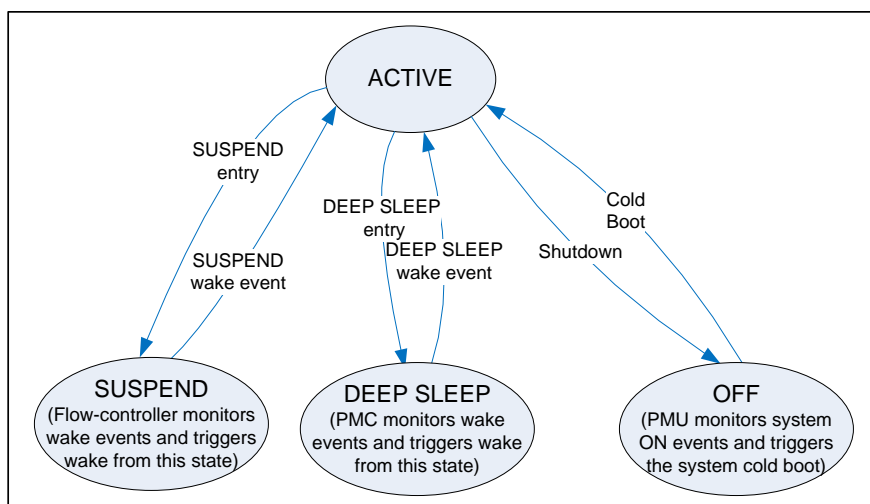 ACTIVE
SUSPEND
entry
SUSPEND
wake event
DEEP SLEEP
entry
DEEP SLEEP
wake event
Shutdown
Cold
Boot
SUSPEND
(Flow-controller monitors
wake events and triggers
wake from this state)
DEEP SLEEP
(PMC monitors wake
events and triggers wake
from this state)
OFF
(PMU monitors system
ON events and triggers
the system cold boot)